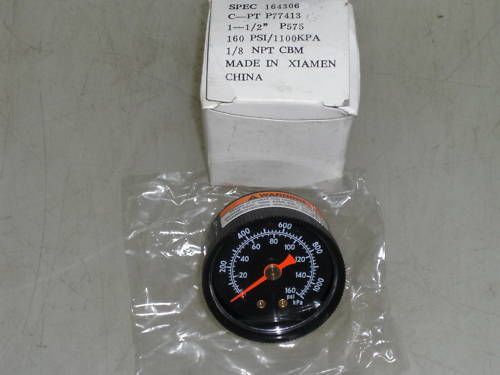 SPEC 164306
C—PT P77413
1—1/2" P575
160 PSI/1100KPA
1/8 NPT CBM
MADE IN XIAMEN
CHINA
WARNING
200 400 600 800 1000
20 40 60 80 100 120 140 160
psi
kPa